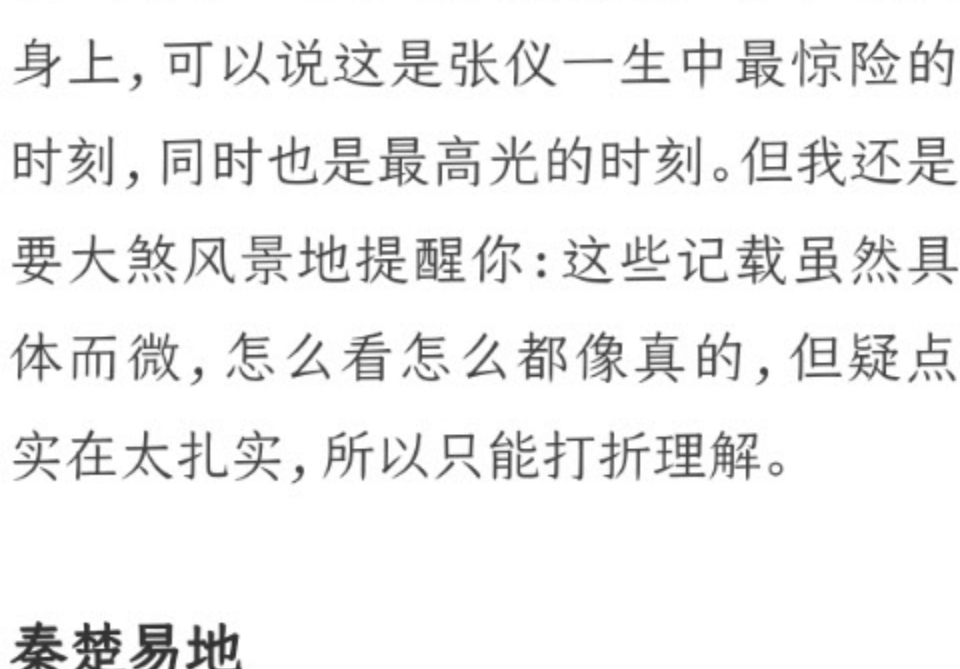 身上，可以说这是张仪一生中最惊险的
时刻，同时也是最高光的时刻。但我还是
要大煞风景地提醒你：这些记载虽然具
体而微，怎么看怎么都像真的，但疑点
实在太扎实，所以只能打折理解。
秦楚易地